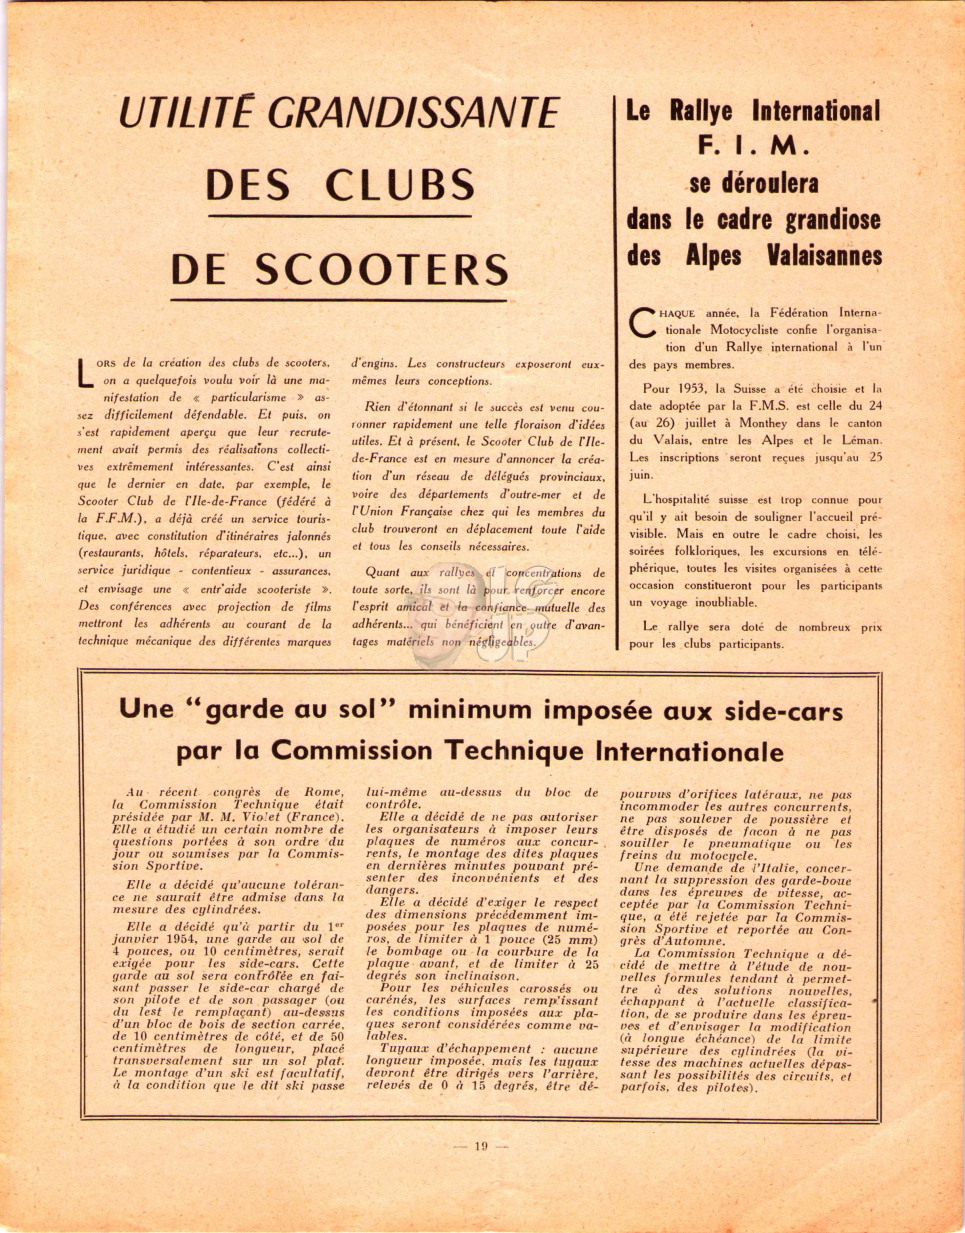 UTILITÉ GRANDISSANTE
DES CLUBS
DE SCOOTERS
LORS de la création des clubs de scooters,
on a quelquefois voulu voir là une ma-
nifestation de « particularisme » as-
sez difficilement défendable. Et puis, on
s'est rapidement aperçu que leur recrute-
ment avait permis des réalisations collecti-
ves extrêmement intéressantes. C'est ainsi
que le dernier en date, par exemple, le
Scooter Club de l'Ile-de-France (fédéré à
la F.F.M.), a déjà créé un service touris-
tique, avec constitution d'itinéraires jalonnés
(restaurants, hôtels, réparateurs, etc...), un
service juridique - contentieux - assurances,
et envisage une « entr'aide scooteriste ».
Des conférences avec projection de films
mettront les adhérents au courant de la
technique mécanique des différentes marques
d'engins. Les constructeurs exposeront eux-
mêmes leurs conceptions.
Rien d'étonnant si le succès est venu cou-
ronner rapidement une telle floraison d'idées
utiles. Et à présent, le Scooter Club de l'Ile-
de-France est en mesure d'annoncer la créa-
tion d'un réseau de délégués provinciaux,
voire des départements d'outre-mer et de
l'Union Française chez qui les membres du
club trouveront en déplacement toute l'aide
et tous les conseils nécessaires.
Quant aux rallyes et concentrations de
toute sorte, ils sont là pour renforcer encore
l'esprit amical et la confiance mutuelle des
adhérents... qui bénéficient en outre d'avan-
tages matériels non négligeables.
Le Rallye International
F. I. M.
se déroulera
dans le cadre grandiose
des Alpes Valaisannes
CHAQUE année, la Fédération Interna-
tionale Motocycliste confie l'organisa-
tion d'un Rallye international à l'un
des pays membres.
Pour 1953, la Suisse a été choisie et la
date adoptée par la F.M.S. est celle du 24
(au 26) juillet à Monthey dans le canton
du Valais, entre les Alpes et le Léman.
Les inscriptions seront reçues jusqu'au 25
juin.
L'hospitalité suisse est trop connue pour
qu'il y ait besoin de souligner l'accueil pré-
visible. Mais en outre le cadre choisi, les
soirées folkloriques, les excursions en télé-
phérique, toutes les visites organisées à cette
occasion constitueront pour les participants
un voyage inoubliable.
Le rallye sera doté de nombreux prix
pour les clubs participants.
LS UP
Une "garde au sol" minimum imposée aux side-cars
par la Commission Technique Internationale
Au récent congrès de Rome,
la Commission Technique était
présidée par M. M. Violet (France).
Elle a étudié un certain nombre de
questions portées à son ordre du
jour ou soumises par la Commis-
sion Sportive.
Elle a décidé qu'aucune toléran-
ce ne saurait être admise dans la
mesure des cylindrées.
Elle a décidé qu'à partir du 1er
janvier 1954, une garde au sol de
4 pouces, ou 10 centimètres, serait
exigée pour les side-cars. Cette
garde au sol sera contrôlée en fai-
sant passer le side-car chargé de
son pilote et de son passager (ou
du lest le remplaçant) au-dessus
d'un bloc de bois de section carrée,
de 10 centimètres de côté, et de 50
centimètres de longueur, placé
transversalement sur un sol plat.
Le montage d'un ski est facultatif,
à la condition que le dit ski passe
lui-même au-dessus du bloc de
contrôle.
Elle a décidé de ne pas autoriser
les organisateurs à imposer leurs
plaques de numéros aux concur-
rents, le montage des dites plaques
en dernières minutes pouvant pré-
senter des inconvénients et des
dangers.
Elle a décidé d'exiger le respect
des dimensions précédemment im-
posées pour les plaques de numé-
ros, de limiter à 1 pouce (25 mm)
le bombage ou la courbure de la
plaque avant, et de limiter à 25
degrés son inclinaison.
Pour les véhicules carossés ou
carénés, les surfaces remplissant
les conditions imposées aux pla-
ques seront considérées comme va-
lables.
Tuyaux d'échappement : aucune
longueur imposée, mais les tuyaux
devront être dirigés vers l'arrière,
relevés de 0 à 15 degrés, être dé-
pourvus d'orifices latéraux, ne pas
incommoder les autres concurrents,
ne pas soulever de poussière et
être disposés de facon à ne pas
souiller le pneumatique ou les
freins du motocycle.
Une demande de l'Italie, concer-
nant la suppression des garde-boue
dans les épreuves de vitesse, ac-
ceptée par la Commission Techni-
que, a été rejetée par la Commis-
sion Sportive et reportée au Con-
grès d'Automne.
La Commission Technique a dé-
cidé de mettre à l'étude de nou-
velles formules tendant à permet-
tre à des solutions nouvelles,
échappant à l'actuelle classifica-
tion, de se produire dans les épreu-
ves et d'envisager la modification
(à longue échéance) de la limite
supérieure des cylindrées (la vi-
tesse des machines actuelles dépas-
sant les possibilités des circuits, et
parfois, des pilotes).
— 19 —